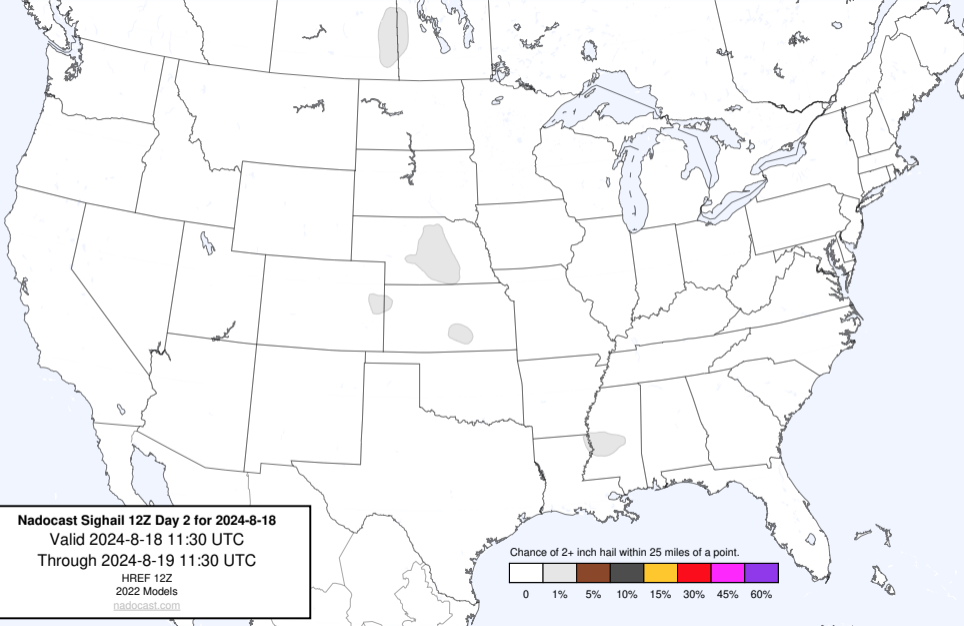 Nadocast Sighail 12Z Day 2 for 2024-8-18
Valid 2024-8-18 11:30 UTC
Through 2024-8-19 11:30 UTC
HREF 12Z
2022 Models
nadocast.com
Chance of 2+ inch hail within 25 miles of a point.
0 1% 5% 10% 15% 30% 45% 60%